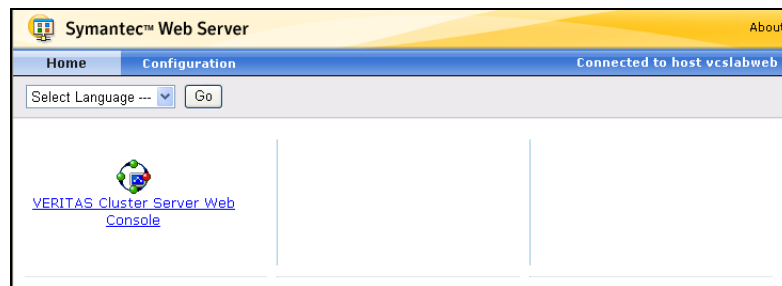 Symantec™ Web Server
About
Home Configuration Connected to host vcslabweb
Select Language --- Go
VERITAS Cluster Server Web
Console